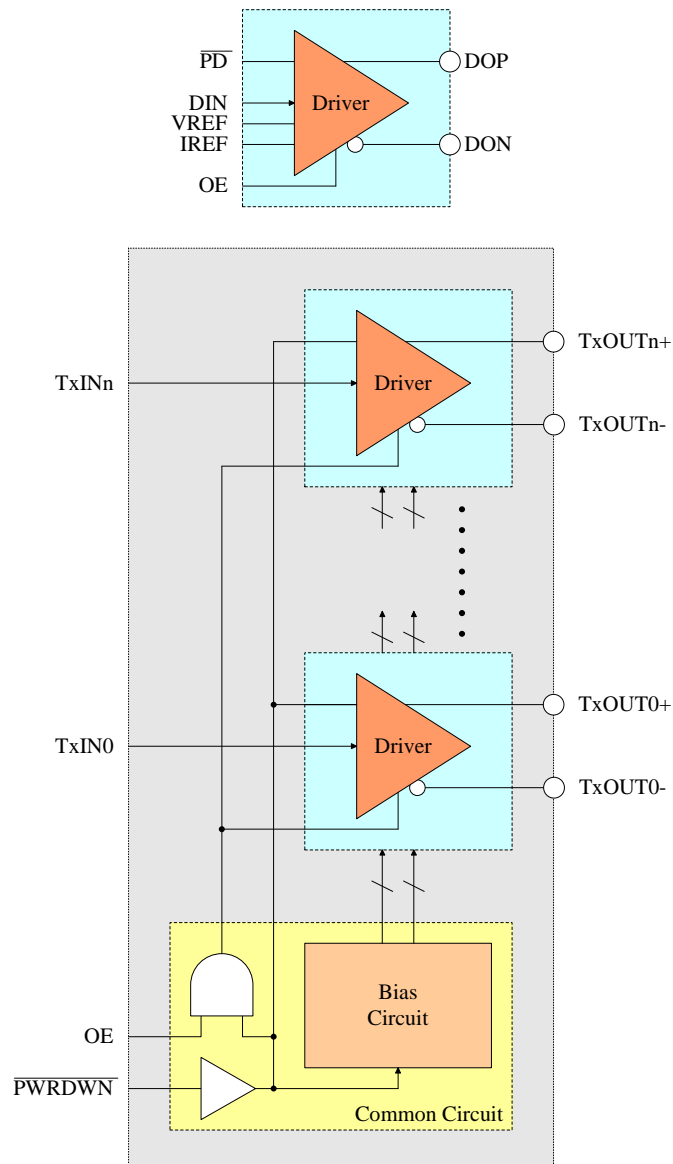 PD
DOP
DIN
Driver
VREF
IREF
DON
OE
TxOUTn+
TxINn
Driver
TxOUTn-
TxOUT0+
TxIN0
Driver
TxOUT0-
Bias
Circuit
OE
PWRDWN
Common Circuit